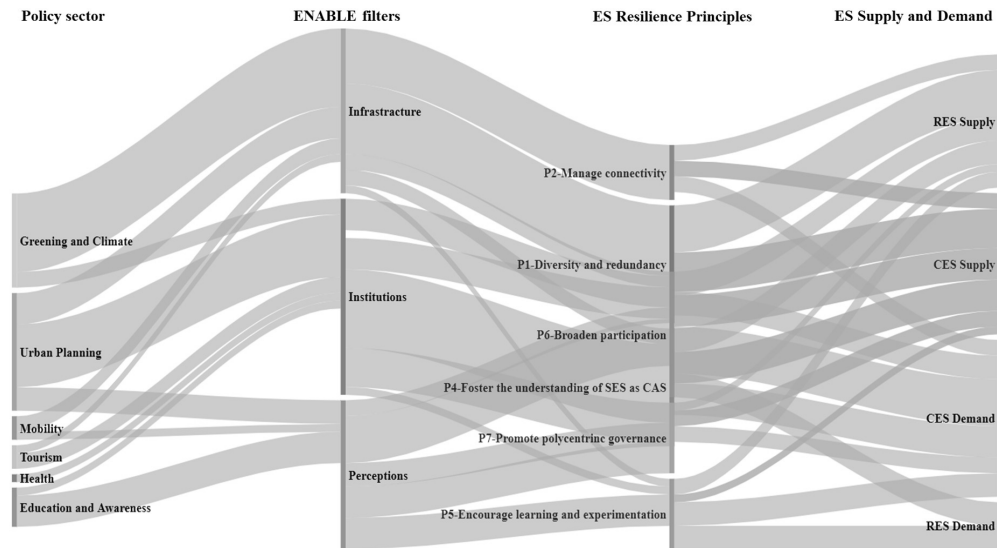 Policy sector
ENABLE filters
ES Resilience Principles
ES Supply and Demand
Infrastracture
RES Supply
P2-Manage connectivity
Greening and Climate
P1-Diversity and redundancy
CES Supply
Institutions
P6-Broaden participation
Urban Planning
P4-Foster the understanding of SES as CAS
CES Demand
Mobility
P7-Promote polycentrinc governance
Tourism
Health
Perceptions
Education and Awareness
P5-Encourage learning and experimentation
RES Demand